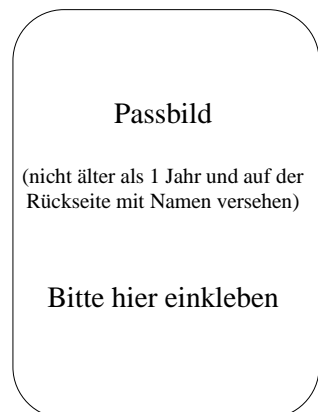 Passbild
(nicht älter als 1 Jahr und auf der
Rückseite mit Namen versehen)
Bitte hier einkleben